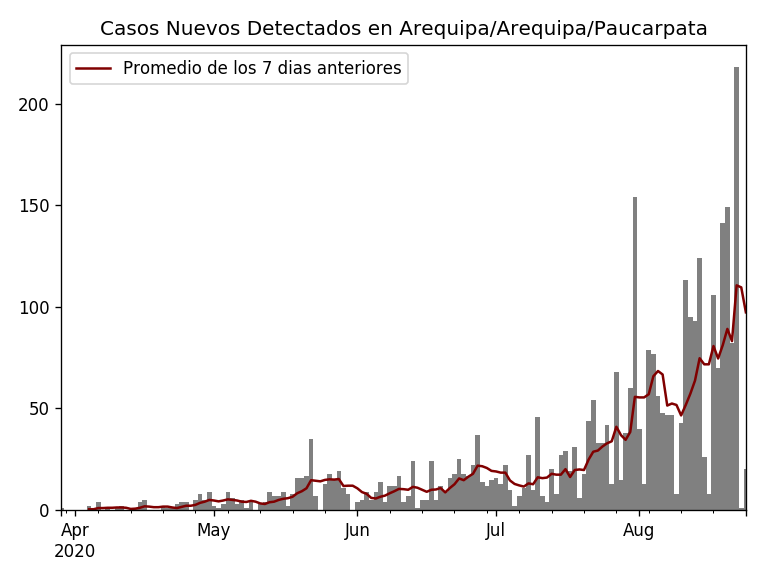 Casos Nuevos Detectados en Arequipa/Arequipa/Paucarpata
Promedio de los 7 dias anteriores
200
150
100
50
0
Apr May Jun Jul Aug
2020